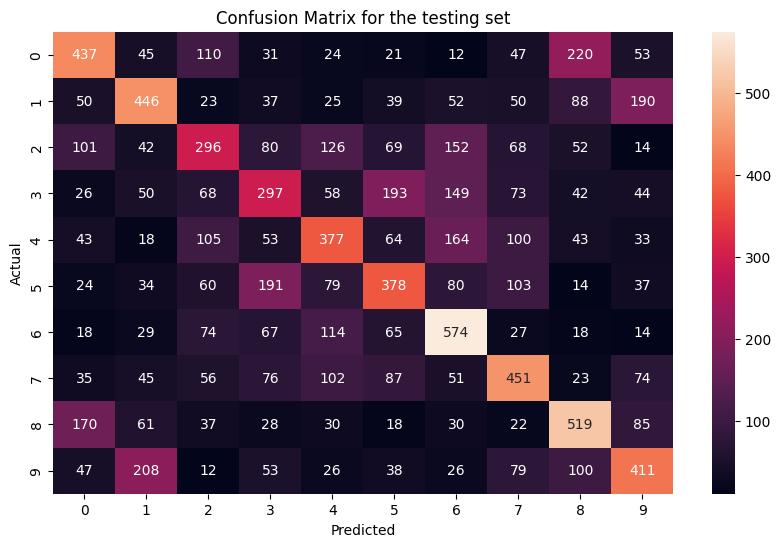 Confusion Matrix for the testing set
0 437 45 110 31 24 21 12 47 220 53
1 50 446 23 37 25 39 52 50 88 190
2 101 42 296 80 126 69 152 68 52 14
3 26 50 68 297 58 193 149 73 42 44
4 43 18 105 53 377 64 164 100 43 33
5 24 34 60 191 79 378 80 103 14 37
6 18 29 74 67 114 65 574 27 18 14
7 35 45 56 76 102 87 51 451 23 74
8 170 61 37 28 30 18 30 22 519 85
9 47 208 12 53 26 38 26 79 100 411
0 1 2 3 4 5 6 7 8 9
Predicted
Actual
500
400
300
200
100